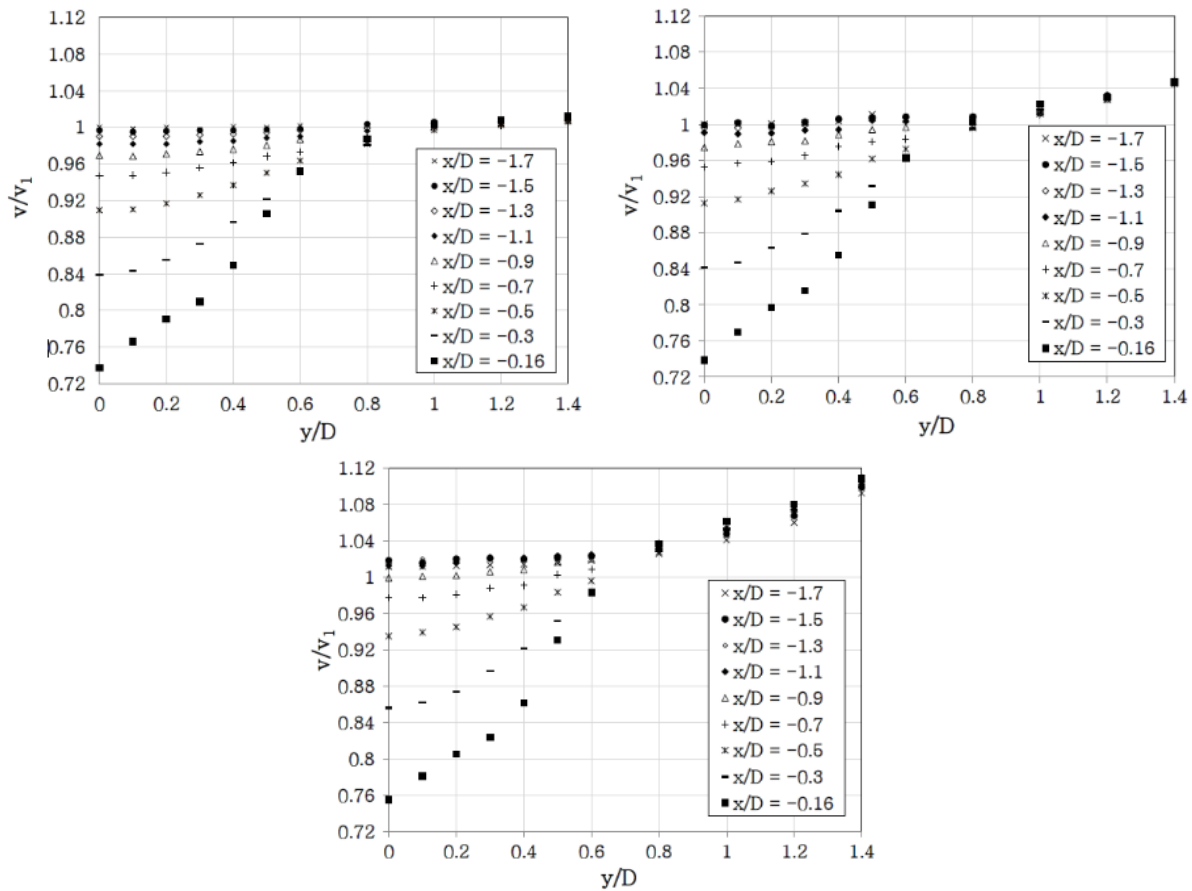 1.12
1.08
1.04
1
0.96
0.92
0.88
0.84
0.8
0.76
0.72
v/v1
0 0.2 0.4 0.6 0.8 1 1.2 1.4
y/D
x/D = −1.7
x/D = −1.5
x/D = −1.3
x/D = −1.1
x/D = −0.9
x/D = −0.7
x/D = −0.5
x/D = −0.3
x/D = −0.16
1.12
1.08
1.04
1
0.96
0.92
0.88
0.84
0.8
0.76
0.72
v/v1
0 0.2 0.4 0.6 0.8 1 1.2 1.4
y/D
x/D = −1.7
x/D = −1.5
x/D = −1.3
x/D = −1.1
x/D = −0.9
x/D = −0.7
x/D = −0.5
x/D = −0.3
x/D = −0.16
1.12
1.08
1.04
1
0.96
0.92
0.88
0.84
0.8
0.76
0.72
v/v1
0 0.2 0.4 0.6 0.8 1 1.2 1.4
y/D
x/D = −1.7
x/D = −1.5
x/D = −1.3
x/D = −1.1
x/D = −0.9
x/D = −0.7
x/D = −0.5
x/D = −0.3
x/D = −0.16